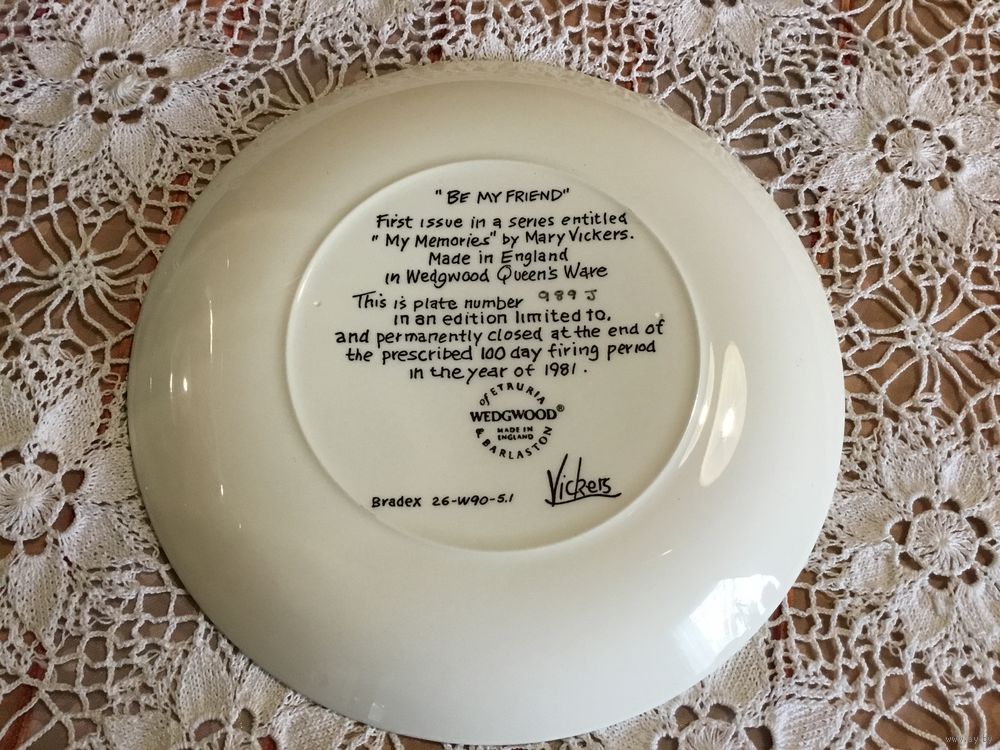 "BE MY FRIEND"
First issue in a series entitled
"My Memories" by Mary Vickers.
Made in England
in Wedgwood Queen's Ware
This is plate number 989 J
in an edition limited to,
and permanently closed at the end of
the prescribed 100 day firing period
in the year of 1981.
of ETRURIA
WEDGWOOD®
MADE IN
ENGLAND
& BARLASTON
Vickers
Bradex 26-W90-5.1